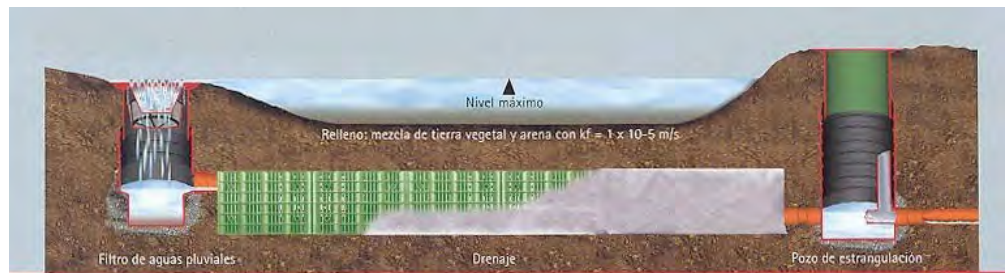 Nivel máximo
Relleno: mezcla de tierra vegetal y arena con kf = 1 x 10-5 m/s
Filtro de aguas pluviales
Drenaje
Pozo de estrangulación